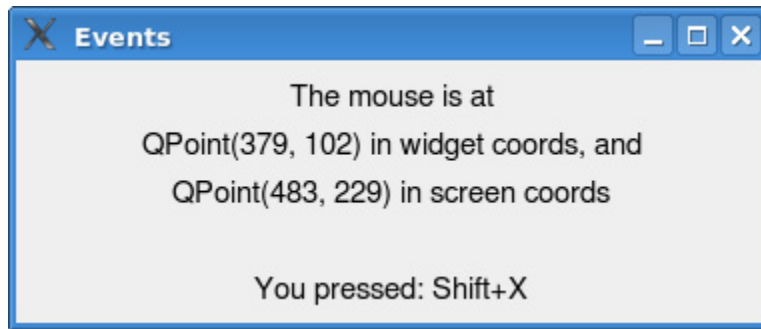 Events
The mouse is at
QPoint(379, 102) in widget coords, and
QPoint(483, 229) in screen coords
You pressed: Shift+X